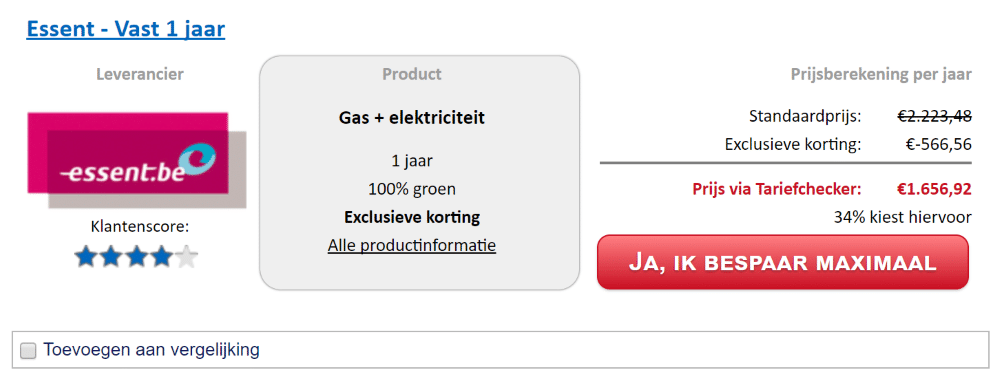 Essent - Vast 1 jaar
Leverancier
essent.be
Klantenscore:
Product
Gas + elektriciteit
1 jaar
100% groen
Exclusieve korting
Alle productinformatie
Prijsberekening per jaar
Standaardprijs: €2.223,48
Exclusieve korting: €-566,56
Prijs via Tariefchecker: €1.656,92
34% kiest hiervoor
JA, IK BESPAAR MAXIMAAL
Toevoegen aan vergelijking